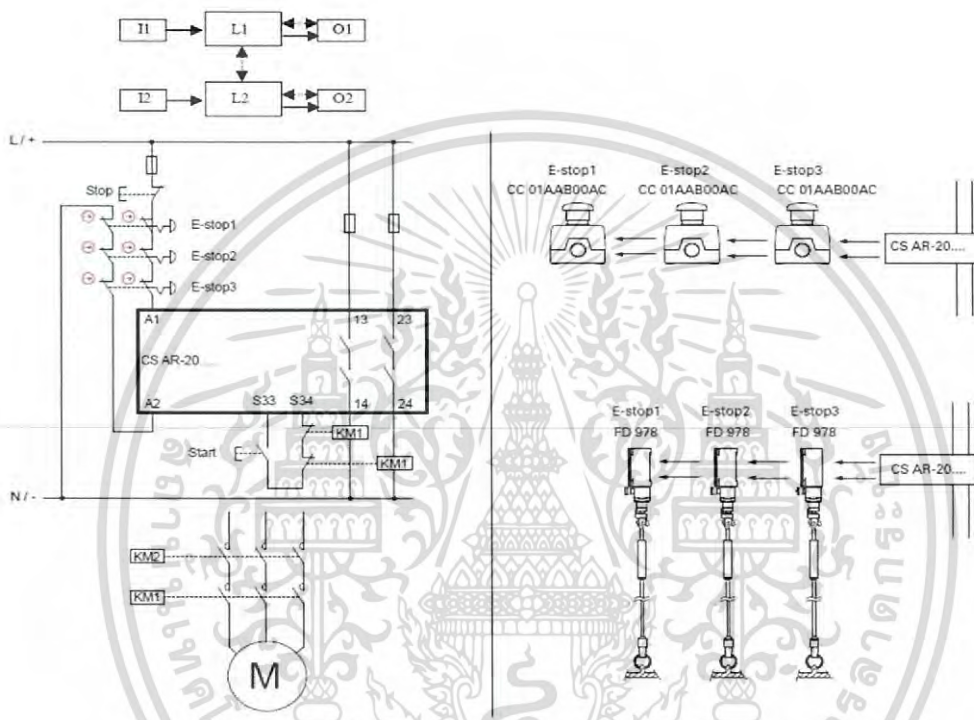 I1
L1
O1
I2
L2
O2
L / +
Stop
E-stop1
E-stop2
E-stop3
A1
13
23
CS AR-20....
A2
S33
S34
14
24
KM1
Start
KM1
N / -
KM2
KM1
M
E-stop1
E-stop2
E-stop3
CC 01AAB00AC
CC 01AAB00AC
CC 01AAB00AC
CS AR-20....
E-stop1
E-stop2
E-stop3
FD 978
FD 978
FD 978
CS AR-20....